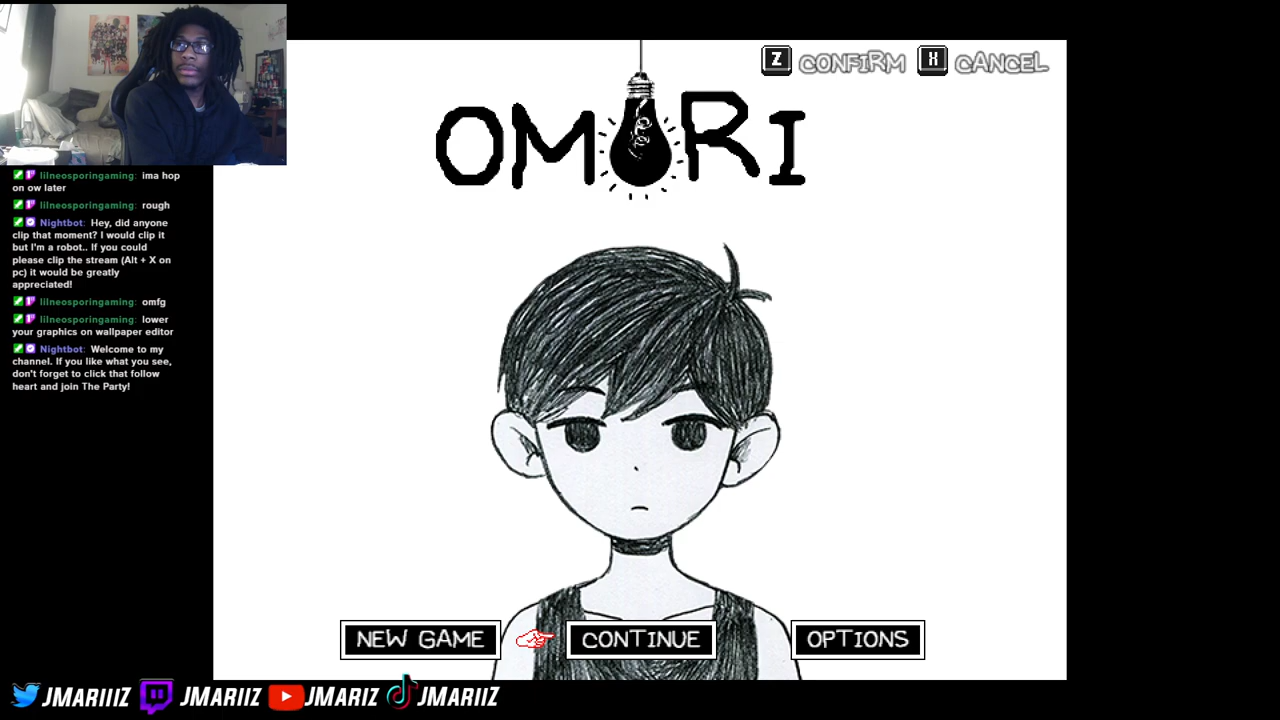 Z CONFIRM X CANCEL
OMORI
lilneosporingaming: ima hop
on ow later
lilneosporingaming: rough
Nightbot: Hey, did anyone
clip that moment? I would clip it
but I'm a robot.. If you could
please clip the stream (Alt + X on
pc) it would be greatly
appreciated!
lilneosporingaming: omfg
lilneosporingaming: lower
your graphics on wallpaper editor
Nightbot: Welcome to my
channel. If you like what you see,
don't forget to click that follow
heart and join The Party!
NEW GAME CONTINUE OPTIONS
JMARIIIZ JMARIIZ JMARIZ JMARIIZ